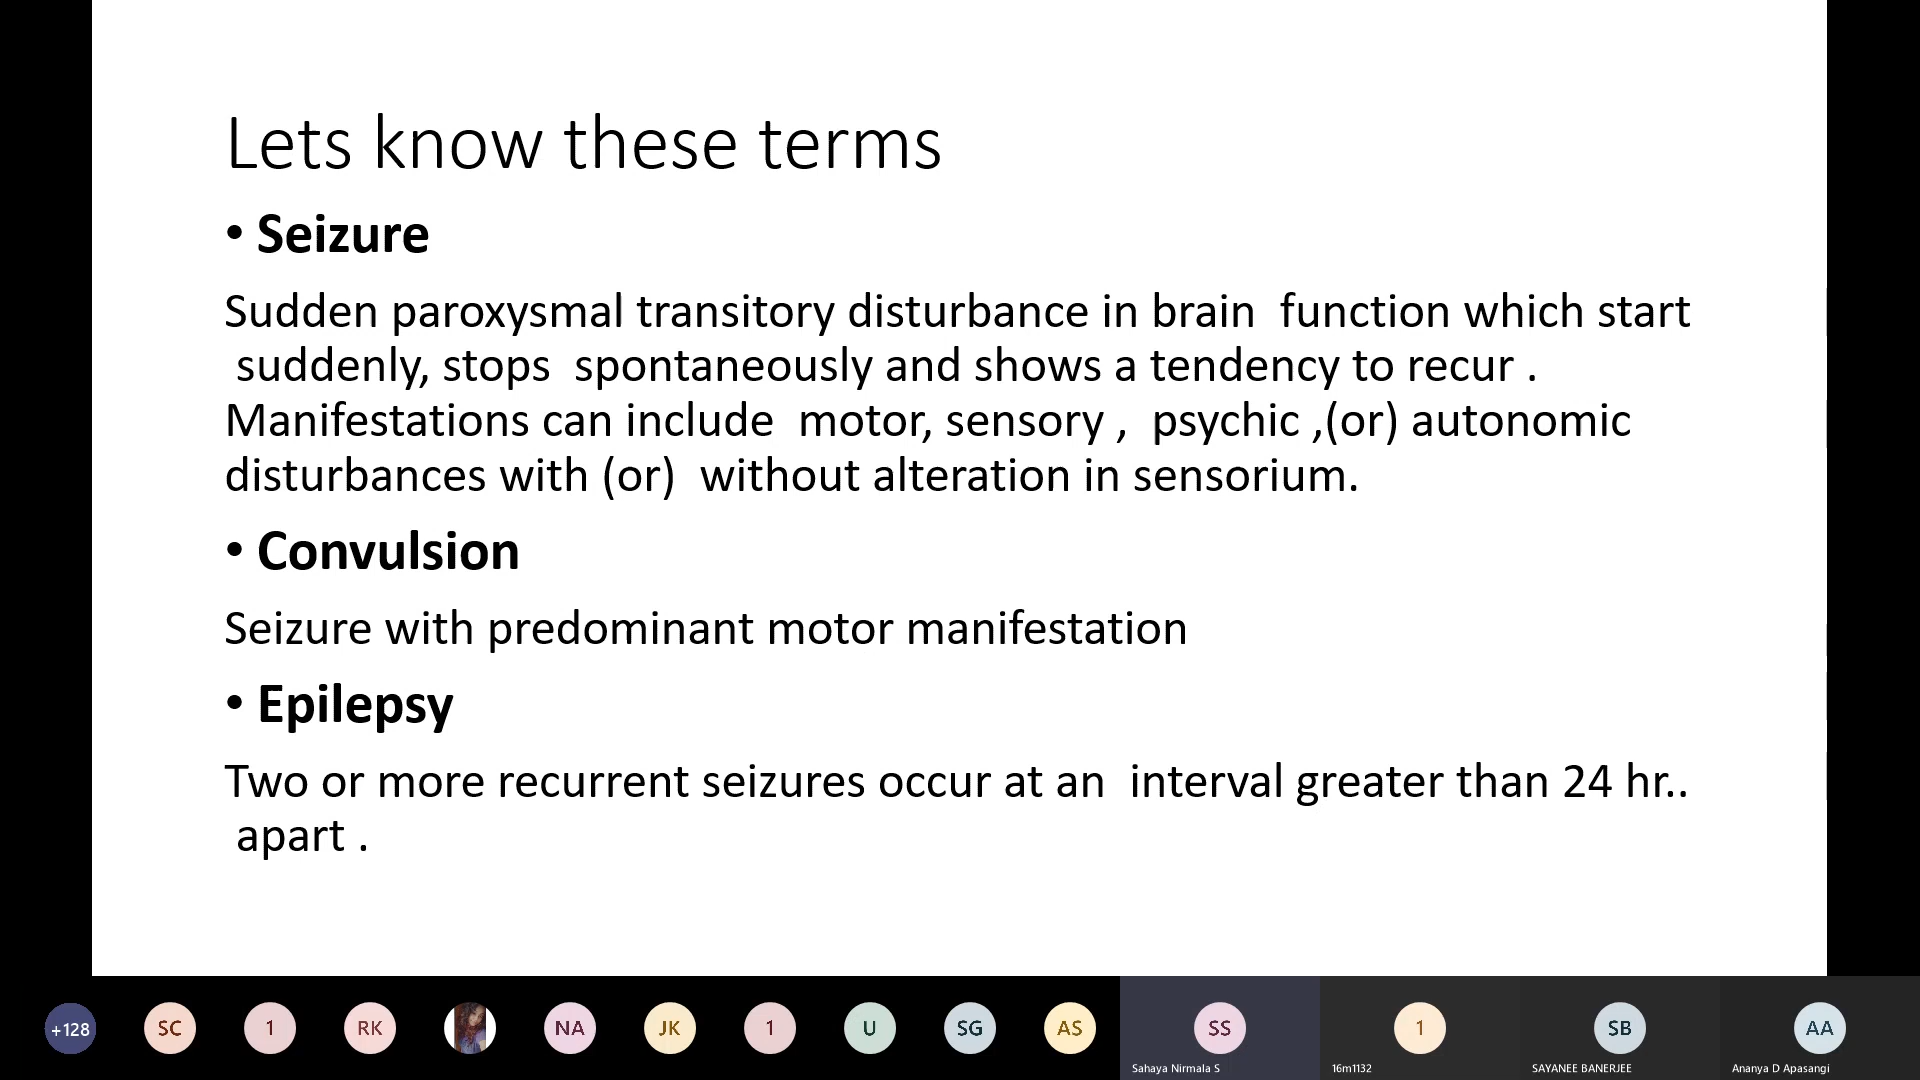 Lets know these terms
• Seizure
Sudden paroxysmal transitory disturbance in brain  function which start
suddenly, stops  spontaneously and shows a tendency to recur .
Manifestations can include  motor, sensory ,  psychic ,(or) autonomic
disturbances with (or)  without alteration in sensorium.
• Convulsion
Seizure with predominant motor manifestation
• Epilepsy
Two or more recurrent seizures occur at an  interval greater than 24 hr..
apart .
+128 SC 1 RK NA JK 1 U SG AS SS 1 SB AA
Sahaya Nirmala S 16m1132 SAYANEE BANERJEE Ananya D Apasangi